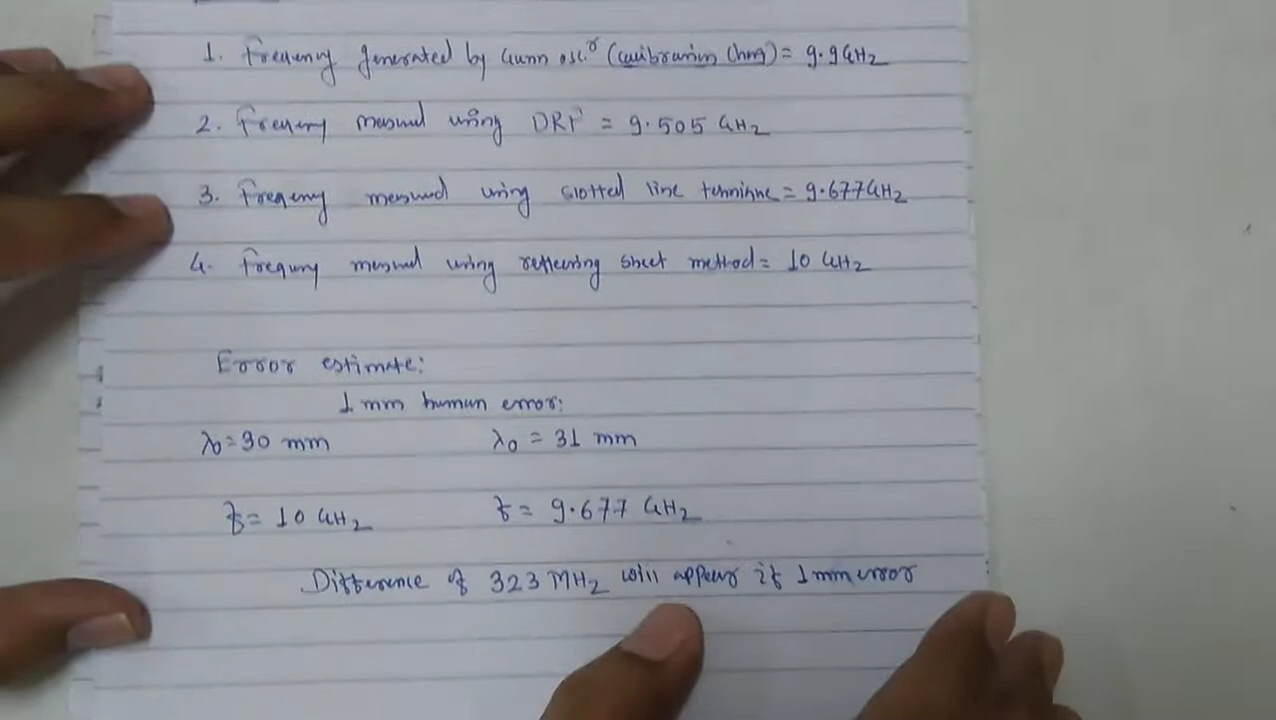 1. Frequency generated by Gunn osc.r (calibration Chart) = 9.9 GHz
2. Frequency measured using DRF = 9.505 GHz
3. Frequency measured using slotted line technique = 9.677 GHz
4. Frequency measured using reflecting sheet method = 10 GHz
Error estimate:
1 mm human error:
λ₀ = 30 mm λ₀ = 31 mm
f = 10 GHz f = 9.677 GHz
Difference of 323 MHz will appear if 1 mm error